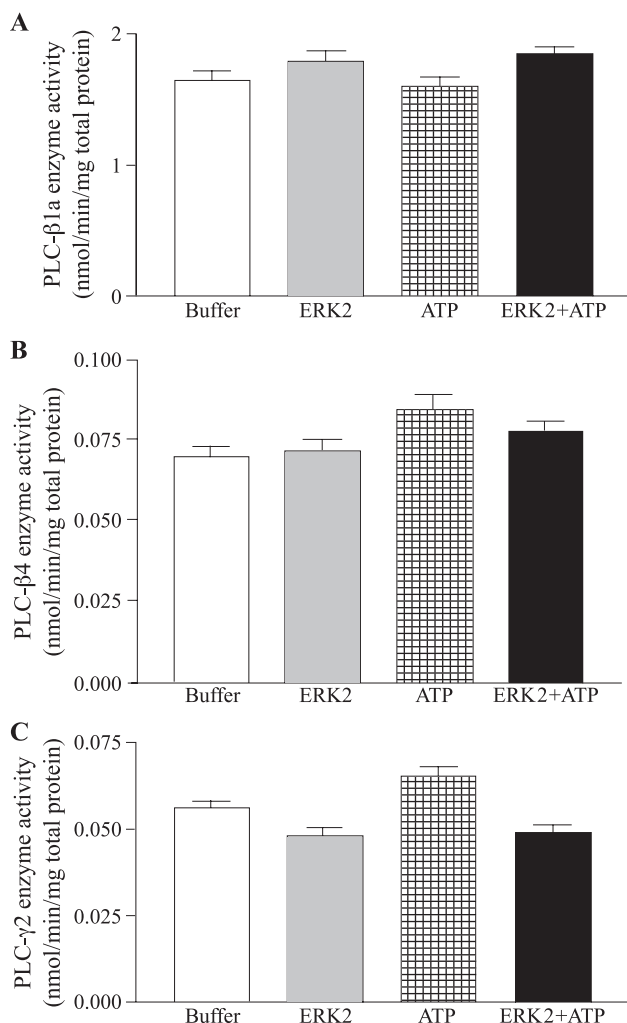 A
PLC-β1a enzyme activity
(nmol/min/mg total protein)
2
1
0
Buffer ERK2 ATP ERK2+ATP
B
PLC-β4 enzyme activity
(nmol/min/mg total protein)
0.100
0.075
0.050
0.025
0.000
Buffer ERK2 ATP ERK2+ATP
C
PLC-γ2 enzyme activity
(nmol/min/mg total protein)
0.075
0.050
0.025
0.000
Buffer ERK2 ATP ERK2+ATP